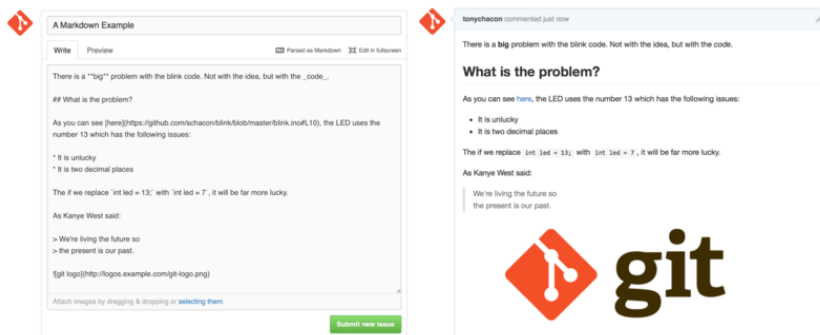 A Markdown Example
Write Preview Parsed as Markdown Edit in fullscreen
There is a **big** problem with the blink code. Not with the idea, but with the _code_.
## What is the problem?
As you can see [here](https://github.com/schacon/blink/blob/master/blink.ino#L10), the LED uses the
number 13 which has the following issues:
* It is unlucky
* It is two decimal places
The if we replace `int led = 13;` with `int led = 7`, it will be far more lucky.
As Kanye West said:
> We're living the future so
> the present is our past.
![git logo](http://logos.example.com/git-logo.png)
Attach images by dragging & dropping or selecting them.
Submit new issue
tonychacon commented just now
There is a big problem with the blink code. Not with the idea, but with the code.
What is the problem?
As you can see here, the LED uses the number 13 which has the following issues:
• It is unlucky
• It is two decimal places
The if we replace int led = 13; with int led = 7, it will be far more lucky.
As Kanye West said:
We're living the future so
the present is our past.
git